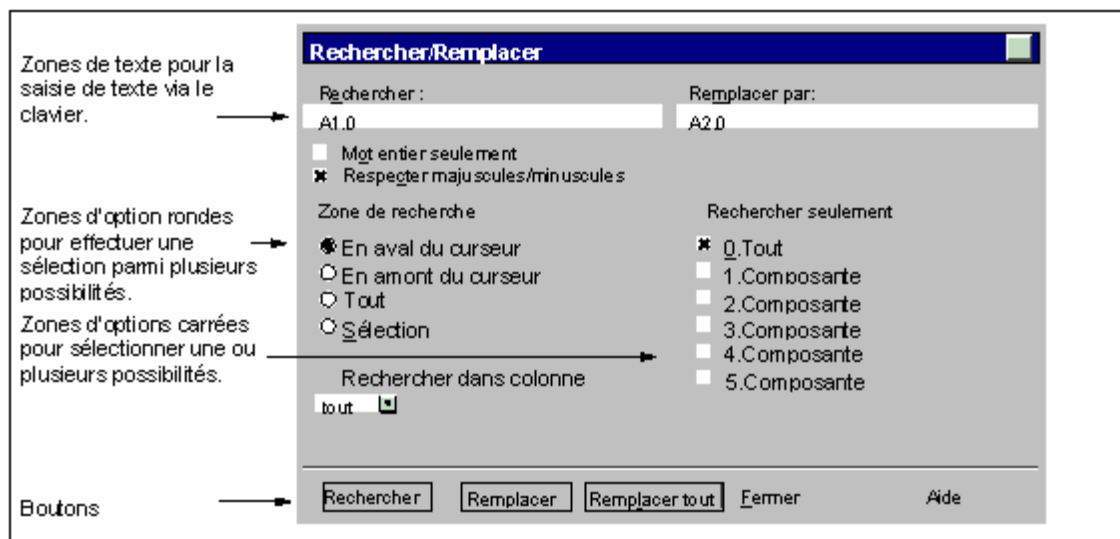 Zones de texte pour la
saisie de texte via le
clavier.
Zones d'option rondes
pour effectuer une
sélection parmi plusieurs
possibilités.
Zones d'options carrées
pour sélectionner une ou
plusieurs possibilités.
Boutons
Rechercher/Remplacer
Rechercher :
Remplacer par:
A1.0
A2.0
Mot entier seulement
Respecter majuscules/minuscules
Zone de recherche
Rechercher seulement
En aval du curseur
En amont du curseur
Tout
Sélection
0.Tout
1.Composante
2.Composante
3.Composante
4.Composante
5.Composante
Rechercher dans colonne
tout
Rechercher
Remplacer
Remplacer tout
Fermer
Aide